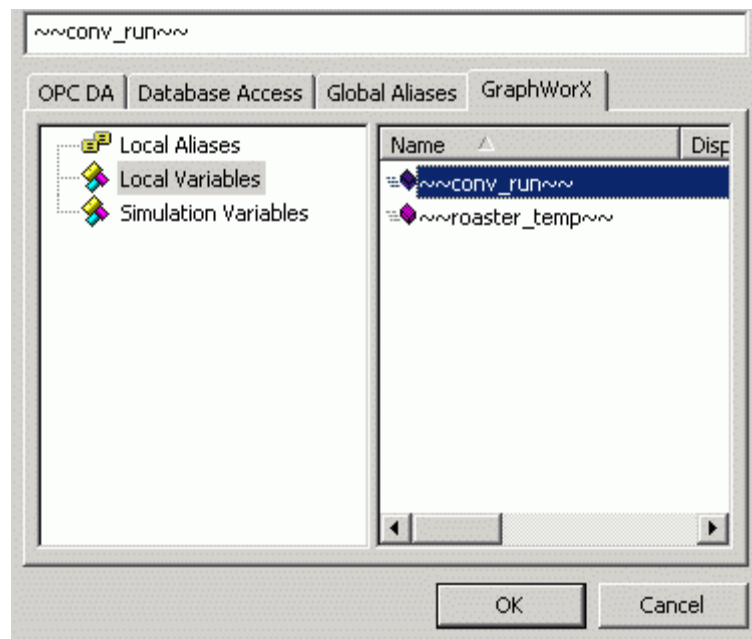 ~~conv_run~~
OPC DA Database Access Global Aliases GraphWorX
Local Aliases
Local Variables
Simulation Variables
Name Disp
~~conv_run~~
~~roaster_temp~~
OK Cancel